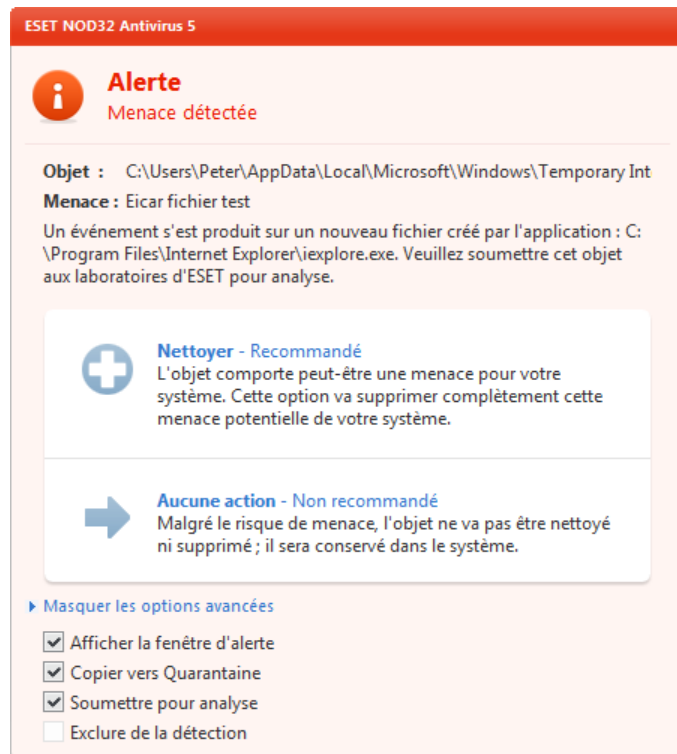 ESET NOD32 Antivirus 5
Alerte
Menace détectée
Objet : C:\Users\Peter\AppData\Local\Microsoft\Windows\Temporary Int
Menace : Eicar fichier test
Un événement s'est produit sur un nouveau fichier créé par l'application : C:
\Program Files\Internet Explorer\iexplore.exe. Veuillez soumettre cet objet
aux laboratoires d'ESET pour analyse.
Nettoyer - Recommandé
L'objet comporte peut-être une menace pour votre
système. Cette option va supprimer complètement cette
menace potentielle de votre système.
Aucune action - Non recommandé
Malgré le risque de menace, l'objet ne va pas être nettoyé
ni supprimé ; il sera conservé dans le système.
Masquer les options avancées
Afficher la fenêtre d'alerte
Copier vers Quarantaine
Soumettre pour analyse
Exclure de la détection